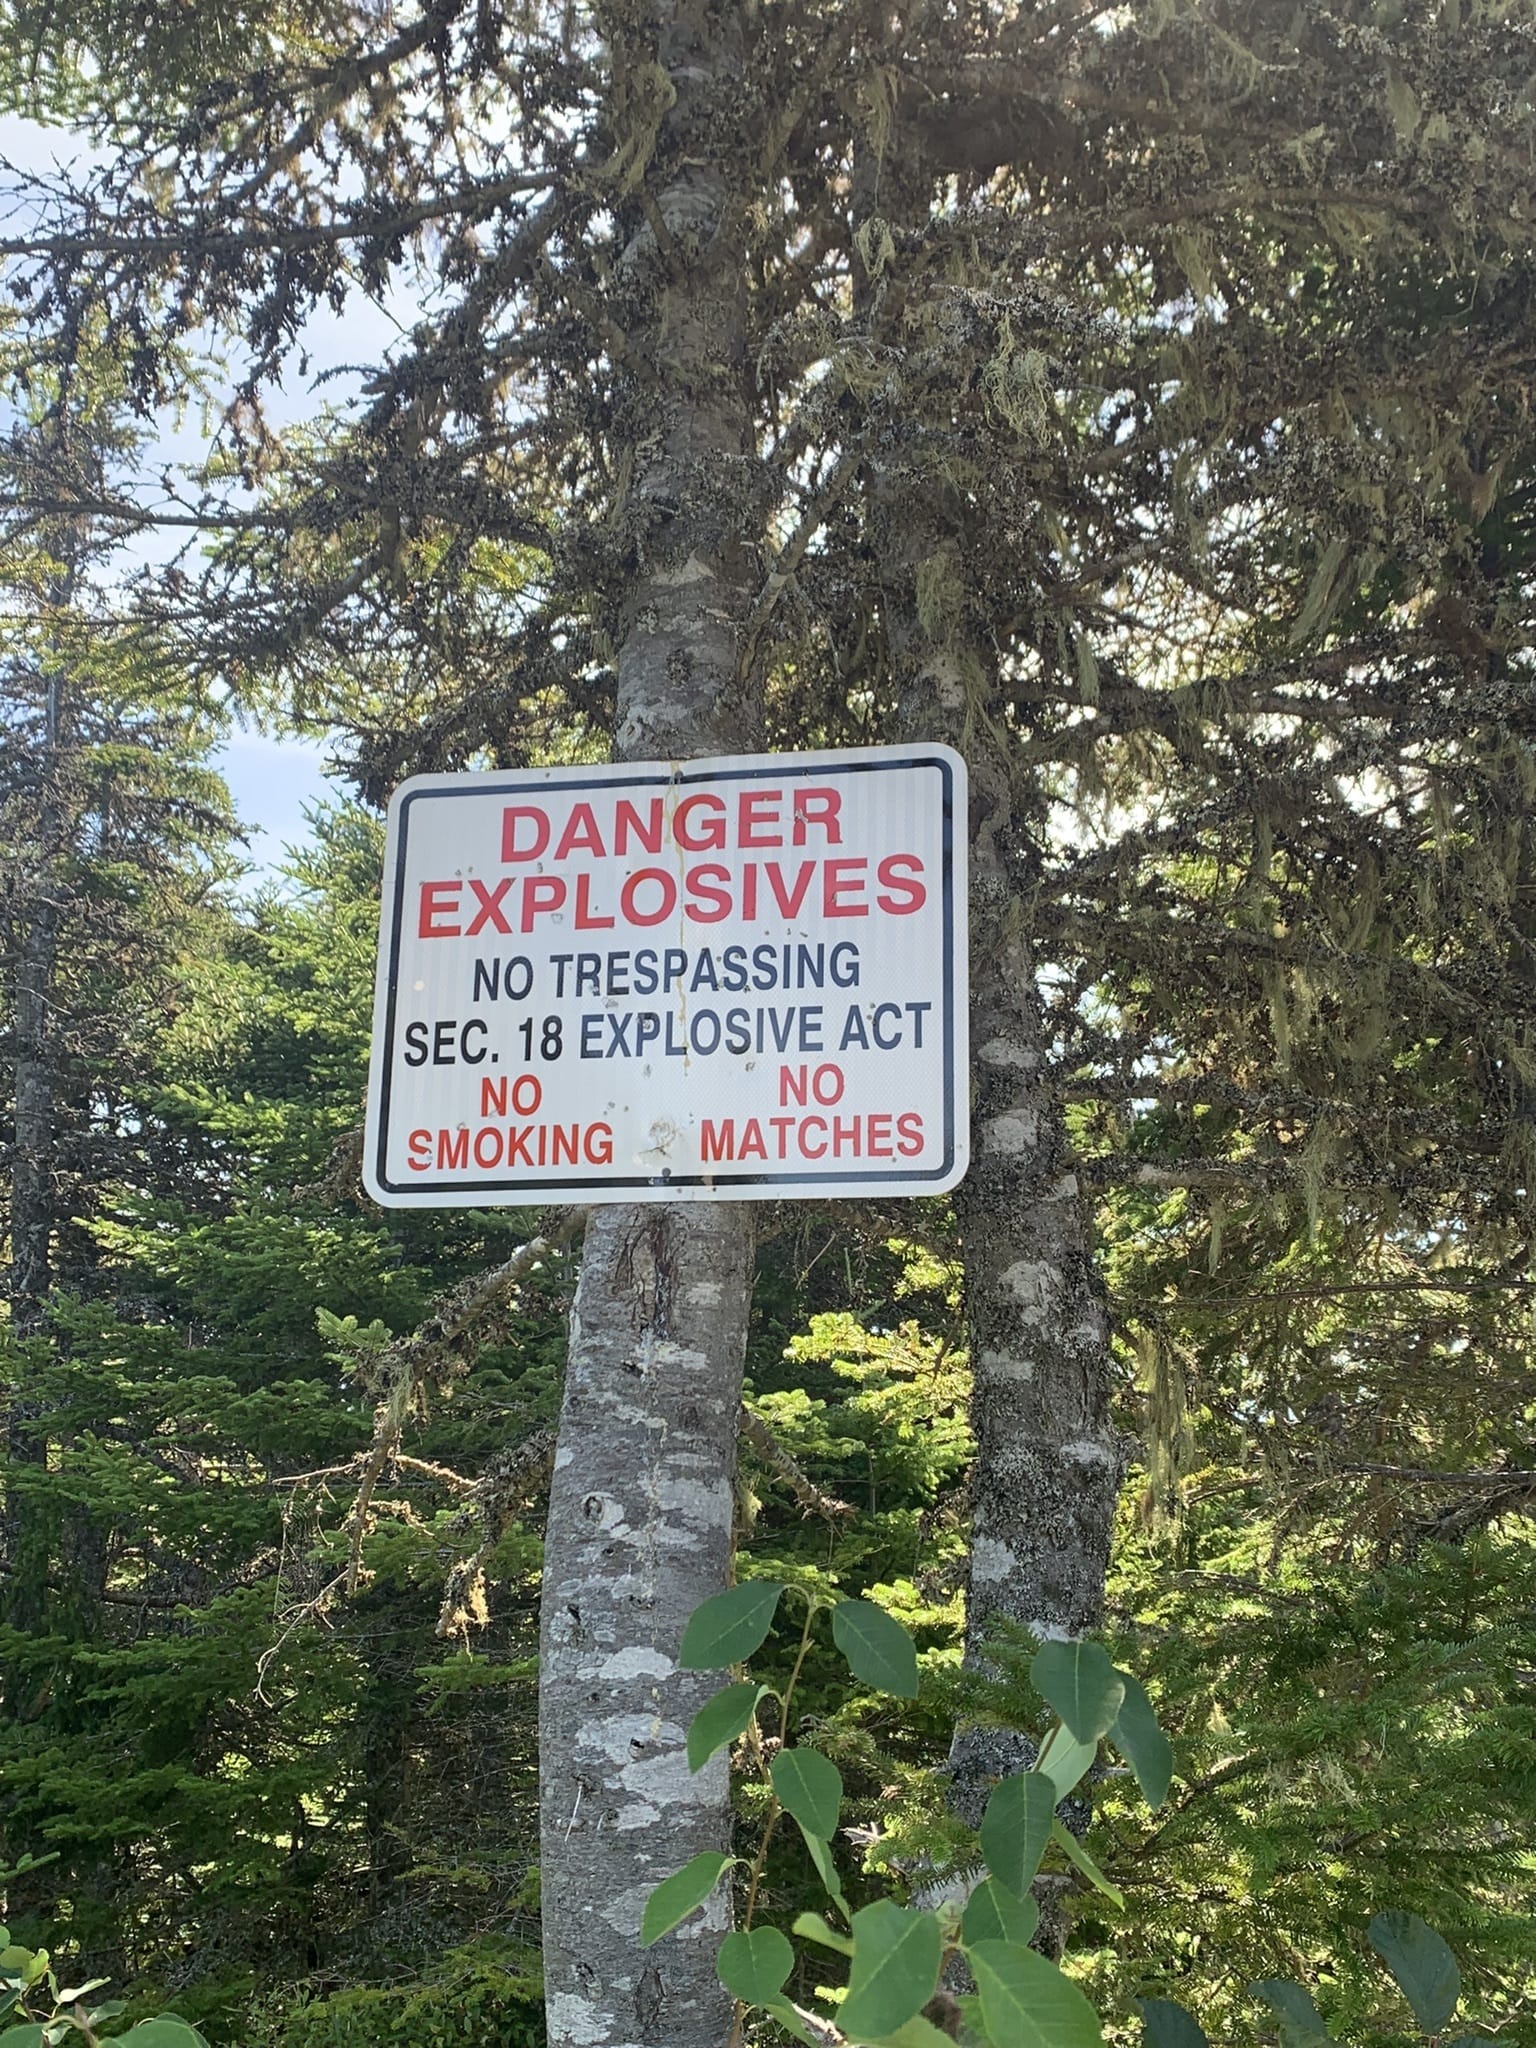 DANGER
EXPLOSIVES
NO TRESPASSING
SEC. 18 EXPLOSIVE ACT
NO SMOKING
NO MATCHES